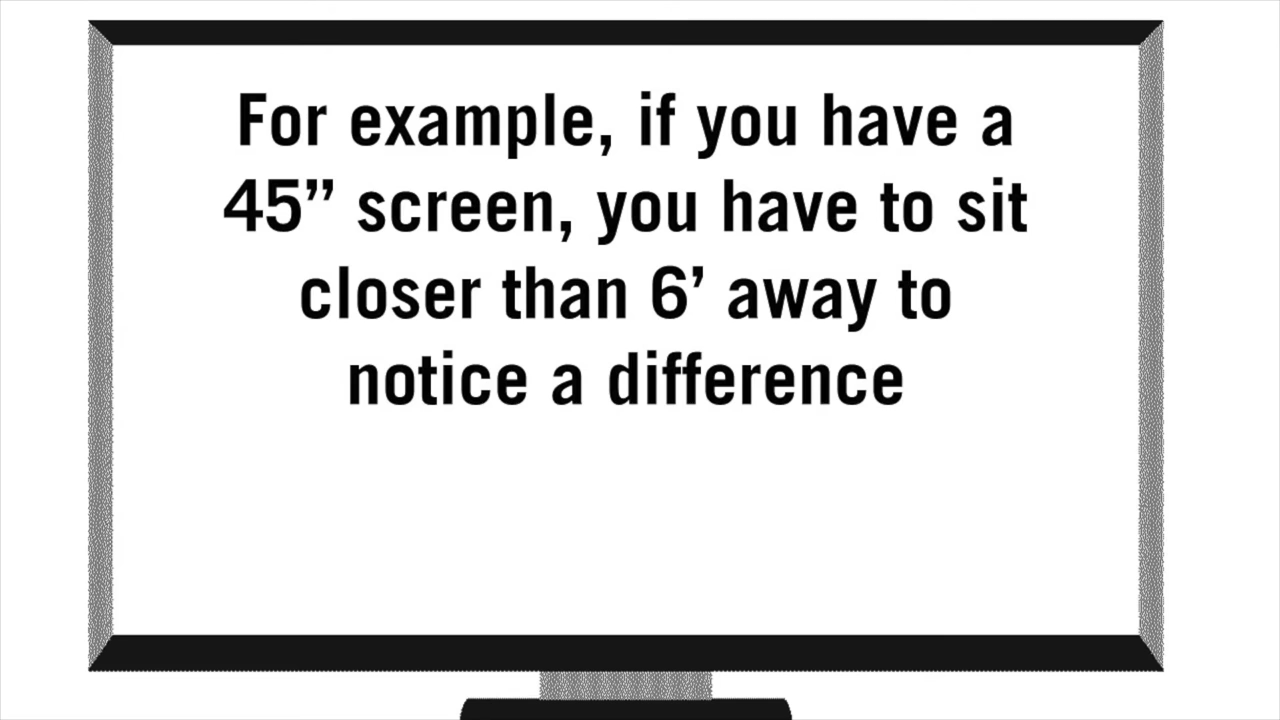 For example, if you have a
45” screen, you have to sit
closer than 6’ away to
notice a difference